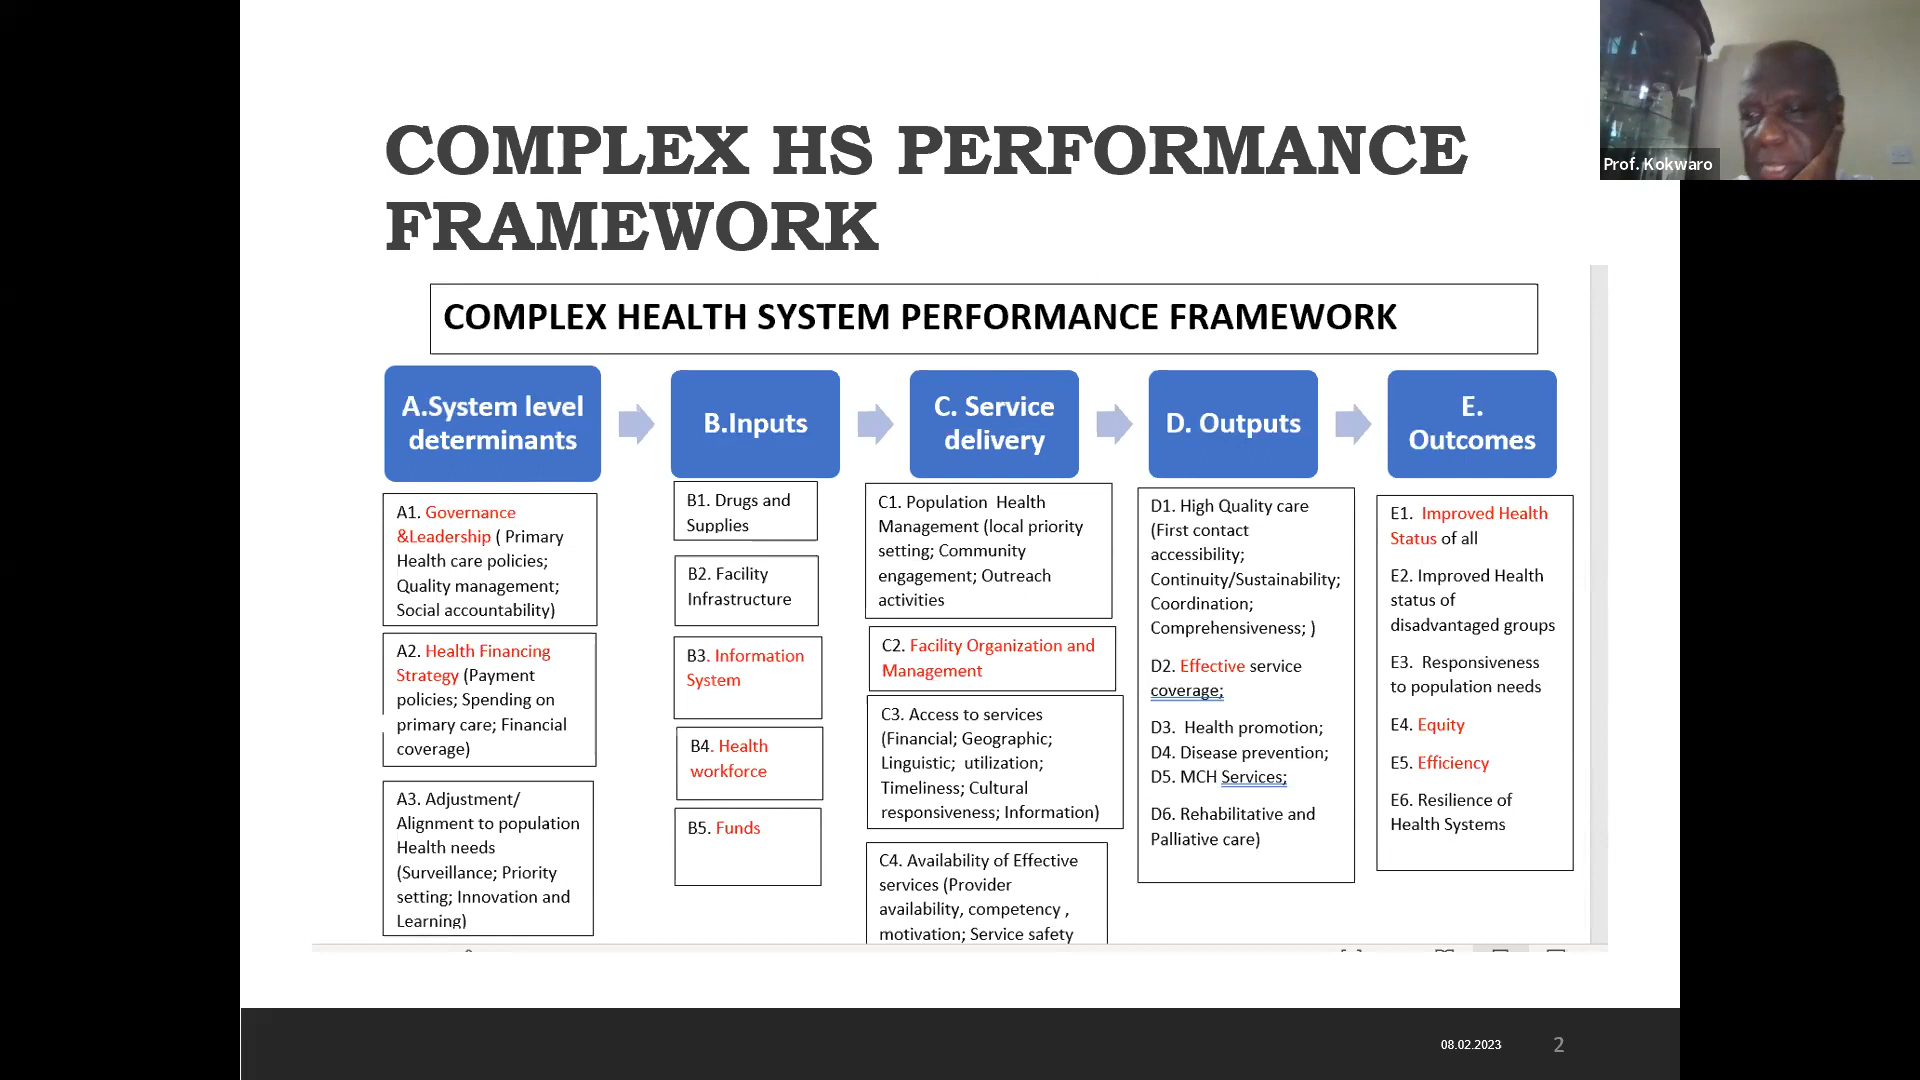 COMPLEX HS PERFORMANCE
FRAMEWORK
Prof. Kokwaro
COMPLEX HEALTH SYSTEM PERFORMANCE FRAMEWORK
A.System level
determinants
B.Inputs
C. Service
delivery
D. Outputs
E.
Outcomes
A1. Governance
&Leadership ( Primary
Health care policies;
Quality management;
Social accountability)
A2. Health Financing
Strategy (Payment
policies; Spending on
primary care; Financial
coverage)
A3. Adjustment/
Alignment to population
Health needs
(Surveillance; Priority
setting; Innovation and
Learning)
B1. Drugs and
Supplies
B2. Facility
Infrastructure
B3. Information
System
B4. Health
workforce
B5. Funds
C1. Population Health
Management (local priority
setting; Community
engagement; Outreach
activities
C2. Facility Organization and
Management
C3. Access to services
(Financial; Geographic;
Linguistic; utilization;
Timeliness; Cultural
responsiveness; Information)
C4. Availability of Effective
services (Provider
availability, competency ,
motivation; Service safety
D1. High Quality care
(First contact
accessibility;
Continuity/Sustainability;
Coordination;
Comprehensiveness; )
D2. Effective service
coverage;
D3. Health promotion;
D4. Disease prevention;
D5. MCH Services;
D6. Rehabilitative and
Palliative care)
E1. Improved Health
Status of all
E2. Improved Health
status of
disadvantaged groups
E3. Responsiveness
to population needs
E4. Equity
E5. Efficiency
E6. Resilience of
Health Systems
08.02.2023
2